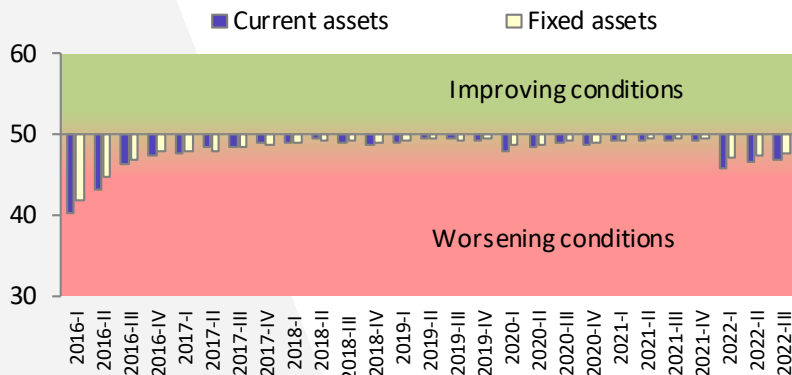 Current assets Fixed assets
60
Improving conditions
50
40
Worsening conditions
30
2016-I
2016-II
2016-III
2016-IV
2017-I
2017-II
2017-III
2017-IV
2018-I
2018-II
2018-III
2018-IV
2019-I
2019-II
2019-III
2019-IV
2020-I
2020-II
2020-III
2020-IV
2021-I
2021-II
2021-III
2021-IV
2022-I
2022-II
2022-III